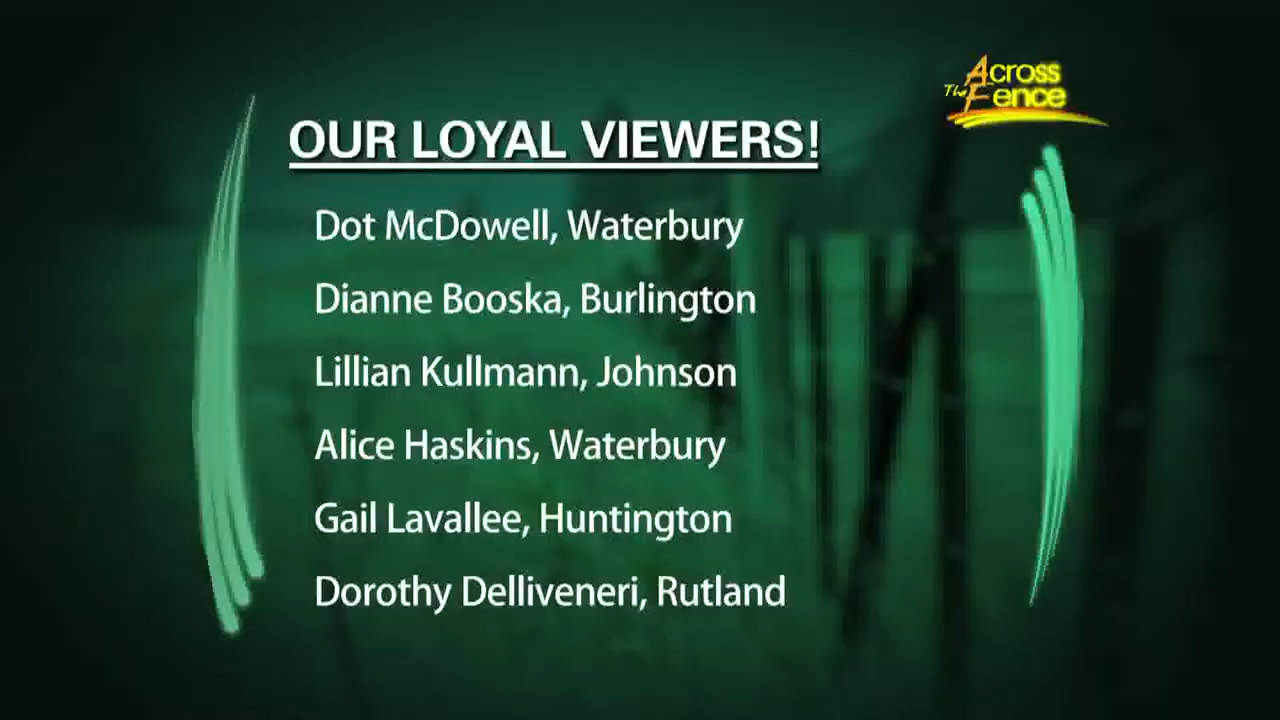 Across
The Fence
OUR LOYAL VIEWERS!
Dot McDowell, Waterbury
Dianne Booska, Burlington
Lillian Kullmann, Johnson
Alice Haskins, Waterbury
Gail Lavallee, Huntington
Dorothy Delliveneri, Rutland